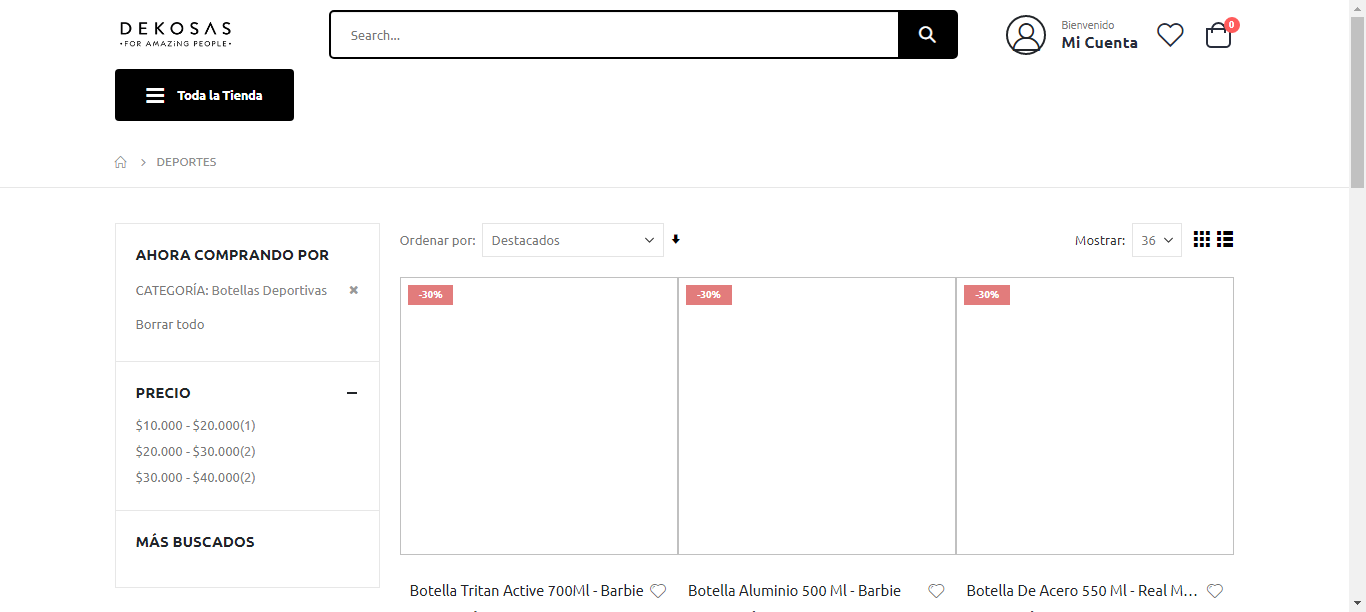 DEKOSAS
•FOR AMAZING PEOPLE•
Search...
Bienvenido
Mi Cuenta
0
Toda la Tienda
DEPORTES
AHORA COMPRANDO POR
CATEGORÍA: Botellas Deportivas
Borrar todo
PRECIO
$10.000 - $20.000(1)
$20.000 - $30.000(2)
$30.000 - $40.000(2)
MÁS BUSCADOS
Ordenar por: Destacados
Mostrar: 36
-30% -30% -30%
Botella Tritan Active 700Ml - Barbie
Botella Aluminio 500 Ml - Barbie
Botella De Acero 550 Ml - Real M...